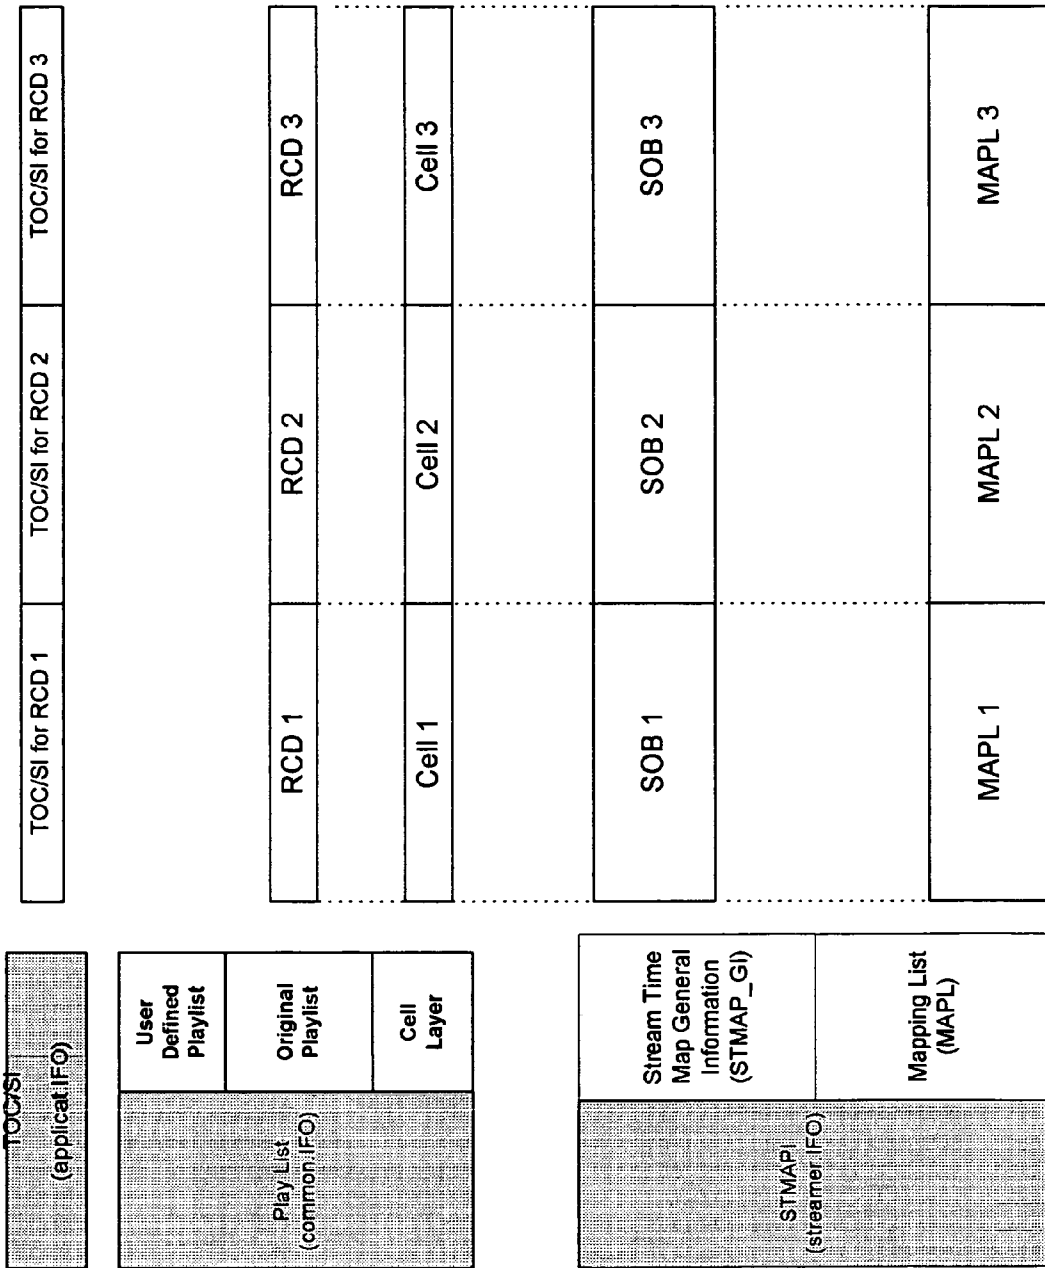 TOC/SI
(applicat.IFO)
TOC/SI for RCD 1
TOC/SI for RCD 2
TOC/SI for RCD 3
Play List
(common.IFO)
User
Defined
Playlist
Original
Playlist
RCD 1
RCD 2
RCD 3
Cell
Layer
Cell 1
Cell 2
Cell 3
STMAPI
(streamer.IFO)
Stream Time
Map General
Information
(STMAP_GI)
SOB 1
SOB 2
SOB 3
Mapping List
(MAPL)
MAPL 1
MAPL 2
MAPL 3